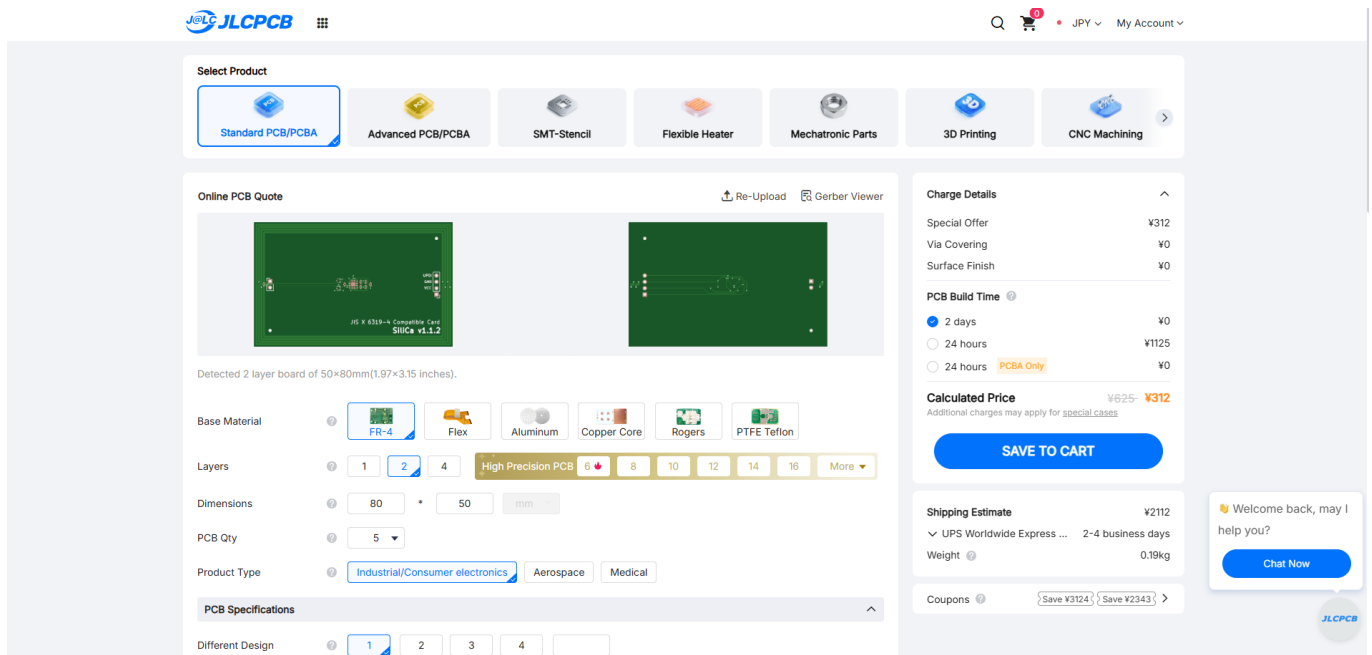 J@LC JLCPCB
0
JPY
My Account
Select Product
Standard PCB/PCBA
Advanced PCB/PCBA
SMT-Stencil
Flexible Heater
Mechatronic Parts
3D Printing
CNC Machining
Online PCB Quote
Re-Upload
Gerber Viewer
GND
VCC
JIS X 6319-4 Compatible Card
SiliCa v1.1.2
Detected 2 layer board of 50×80mm(1.97×3.15 inches).
Base Material
FR-4
Flex
Aluminum
Copper Core
Rogers
PTFE Teflon
Layers
1
2
4
High Precision PCB
6
8
10
12
14
16
More
Dimensions
80
*
50
mm
PCB Qty
5
Product Type
Industrial/Consumer electronics
Aerospace
Medical
PCB Specifications
Different Design
1
2
3
4
Charge Details
Special Offer ¥312
Via Covering ¥0
Surface Finish ¥0
PCB Build Time
2 days ¥0
24 hours ¥1125
24 hours PCBA Only ¥0
Calculated Price ¥625 ¥312
Additional charges may apply for special cases
SAVE TO CART
Shipping Estimate ¥2112
UPS Worldwide Express ... 2-4 business days
Weight 0.19kg
Coupons Save ¥3124 Save ¥2343
👋 Welcome back, may I
help you?
Chat Now
JLCPCB